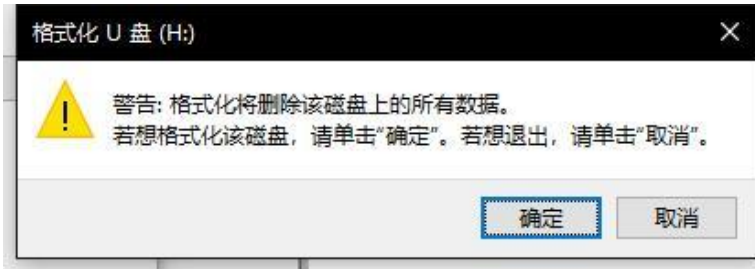 格式化 U 盘 (H:)
警告: 格式化将删除该磁盘上的所有数据。
若想格式化该磁盘，请单击“确定”。若想退出，请单击“取消”。
确定 取消